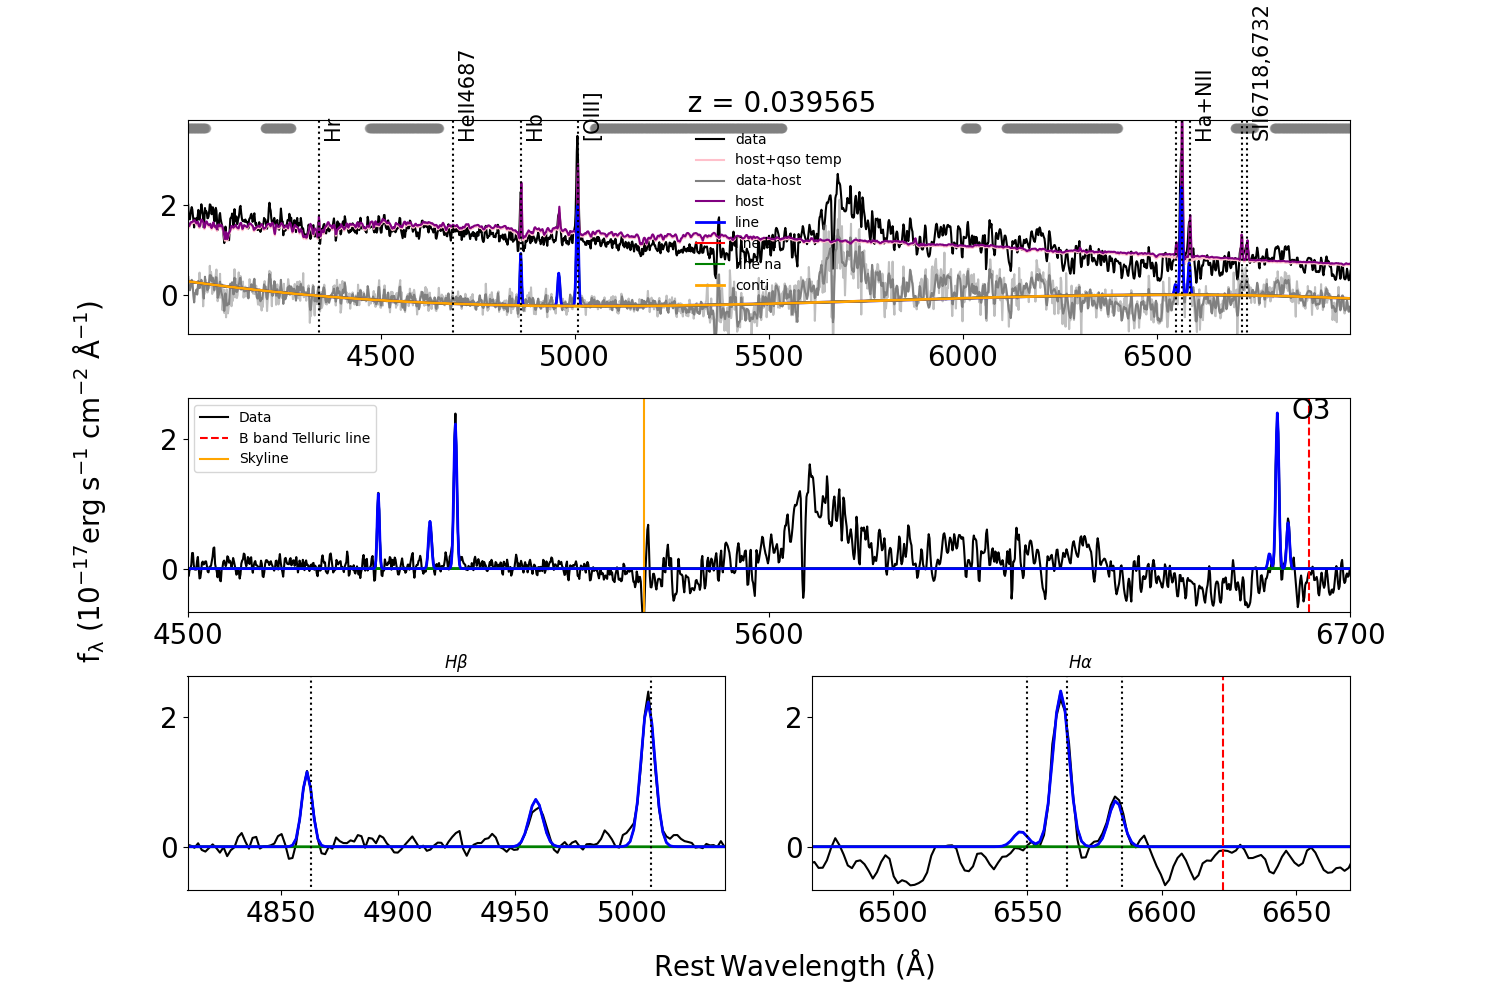 z = 0.039565
Hr
HeII4687
Hb
[OIII]
Ha+NII
SII6718,6732
data
host+qso temp
data-host
host
line
line na
conti
2
0
4500 5000 5500 6000 6500
Data
B band Telluric line
Skyline
O3
2
0
4500 5600 6700
fλ (10⁻¹⁷erg s⁻¹ cm⁻² Å⁻¹)
Hβ
2
0
4850 4900 4950 5000
Hα
2
0
6500 6550 6600 6650
Rest Wavelength (Å)